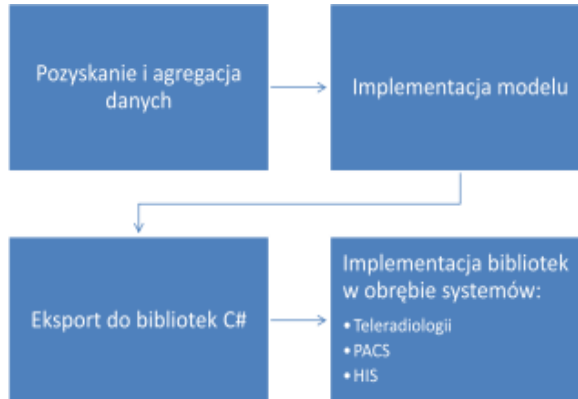 Pozyskanie i agregacja
danych
Implementacja modelu
Eksport do bibliotek C#
Implementacja bibliotek
w obrębie systemów:
•Teleradiologii
•PACS
•HIS